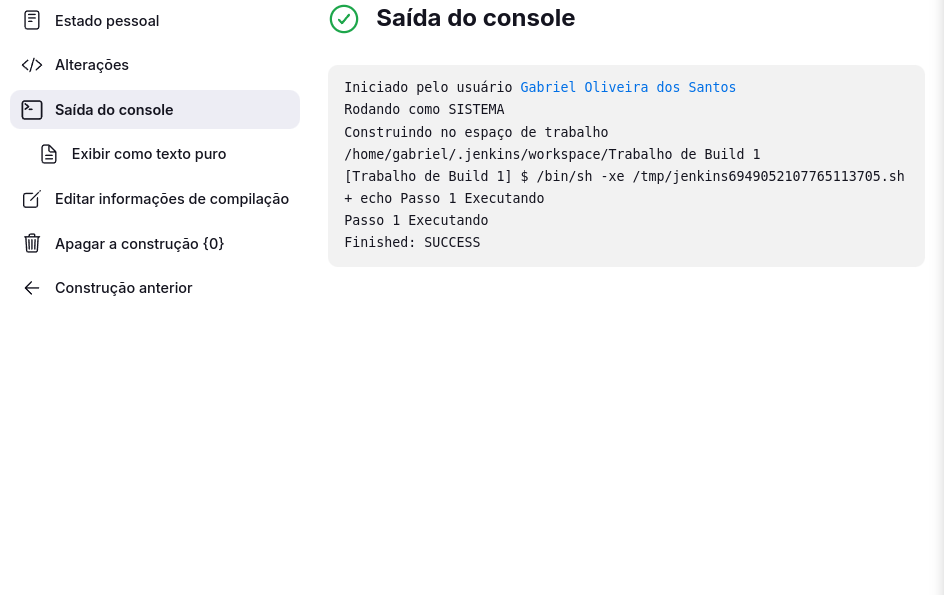 Estado pessoal
Alterações
Saída do console
Exibir como texto puro
Editar informações de compilação
Apagar a construção {0}
Construção anterior
Saída do console
Iniciado pelo usuário Gabriel Oliveira dos Santos
Rodando como SISTEMA
Construindo no espaço de trabalho
/home/gabriel/.jenkins/workspace/Trabalho de Build 1
[Trabalho de Build 1] $ /bin/sh -xe /tmp/jenkins6949052107765113705.sh
+ echo Passo 1 Executando
Passo 1 Executando
Finished: SUCCESS